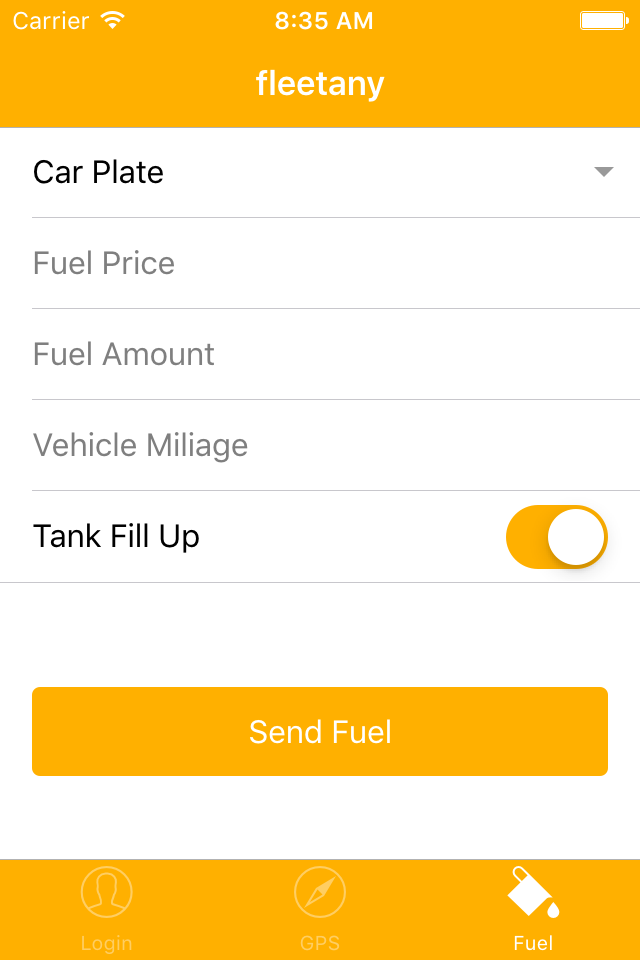 Carrier 8:35 AM
fleetany
Car Plate
Fuel Price
Fuel Amount
Vehicle Miliage
Tank Fill Up
Send Fuel
Login GPS Fuel